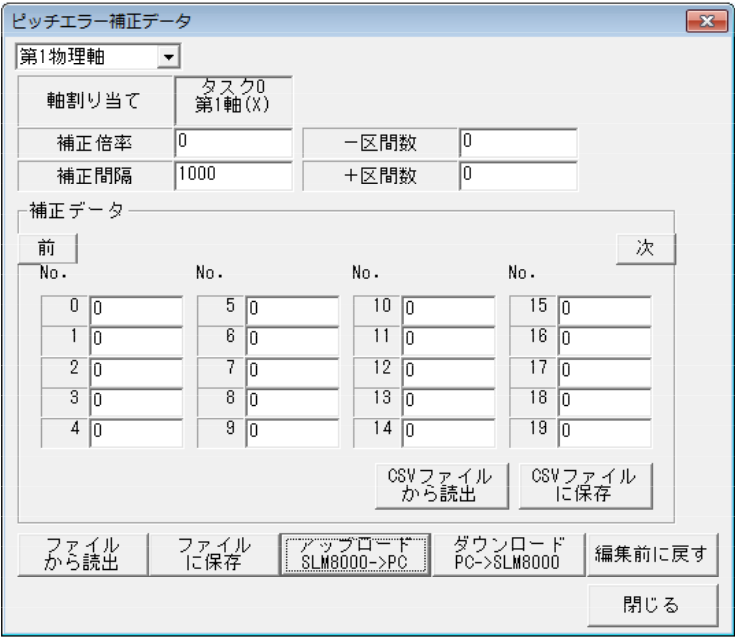 ピッチエラー補正データ
第1物理軸
軸割り当て
タスク0
第1軸(X)
補正倍率 0 －区間数 0
補正間隔 1000 ＋区間数 0
補正データ
前 次
No. No. No. No.
0 0 5 0 10 0 15 0
1 0 6 0 11 0 16 0
2 0 7 0 12 0 17 0
3 0 8 0 13 0 18 0
4 0 9 0 14 0 19 0
CSVファイル
から読出
CSVファイル
に保存
ファイル
から読出
ファイル
に保存
アップロード
SLM8000->PC
ダウンロード
PC->SLM8000
編集前に戻す
閉じる